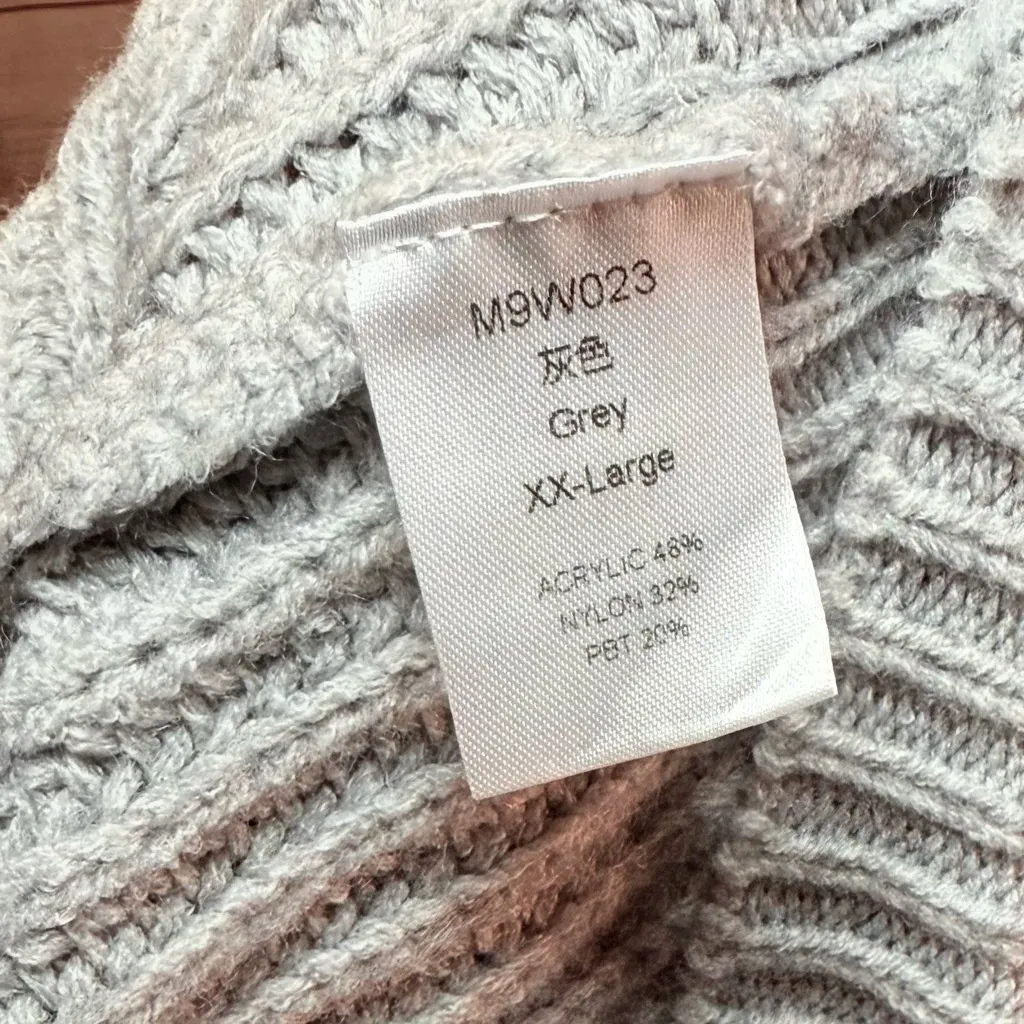 M9W023
灰色
Grey
XX-Large
ACRYLIC 48%
NYLON 32%
PBT 20%